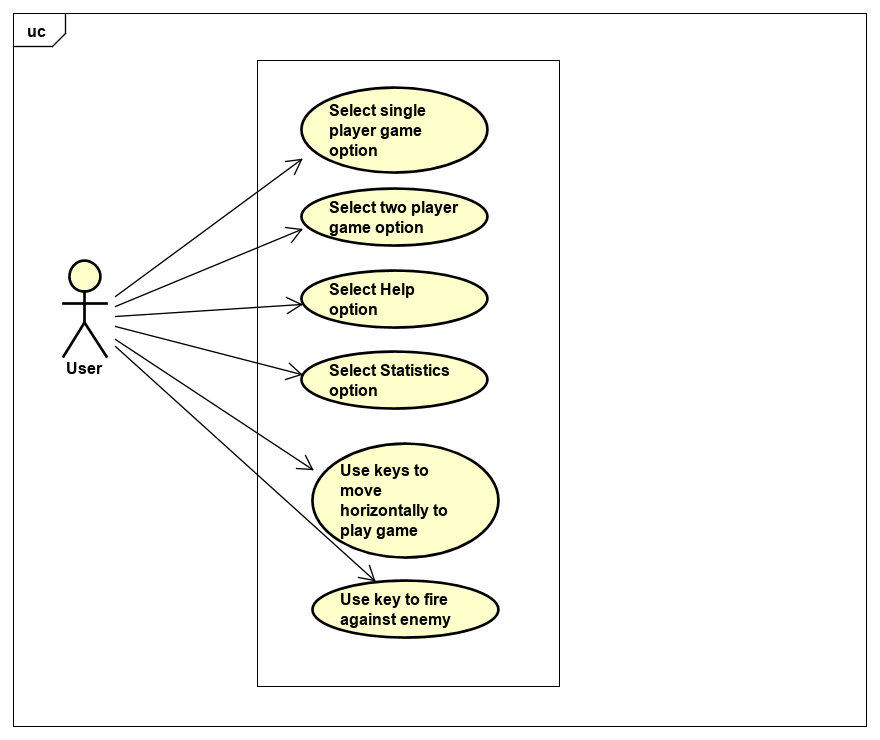 uc
Select single
player game
option
Select two player
game option
Select Help
option
User
Select Statistics
option
Use keys to
move
horizontally to
play game
Use key to fire
against enemy